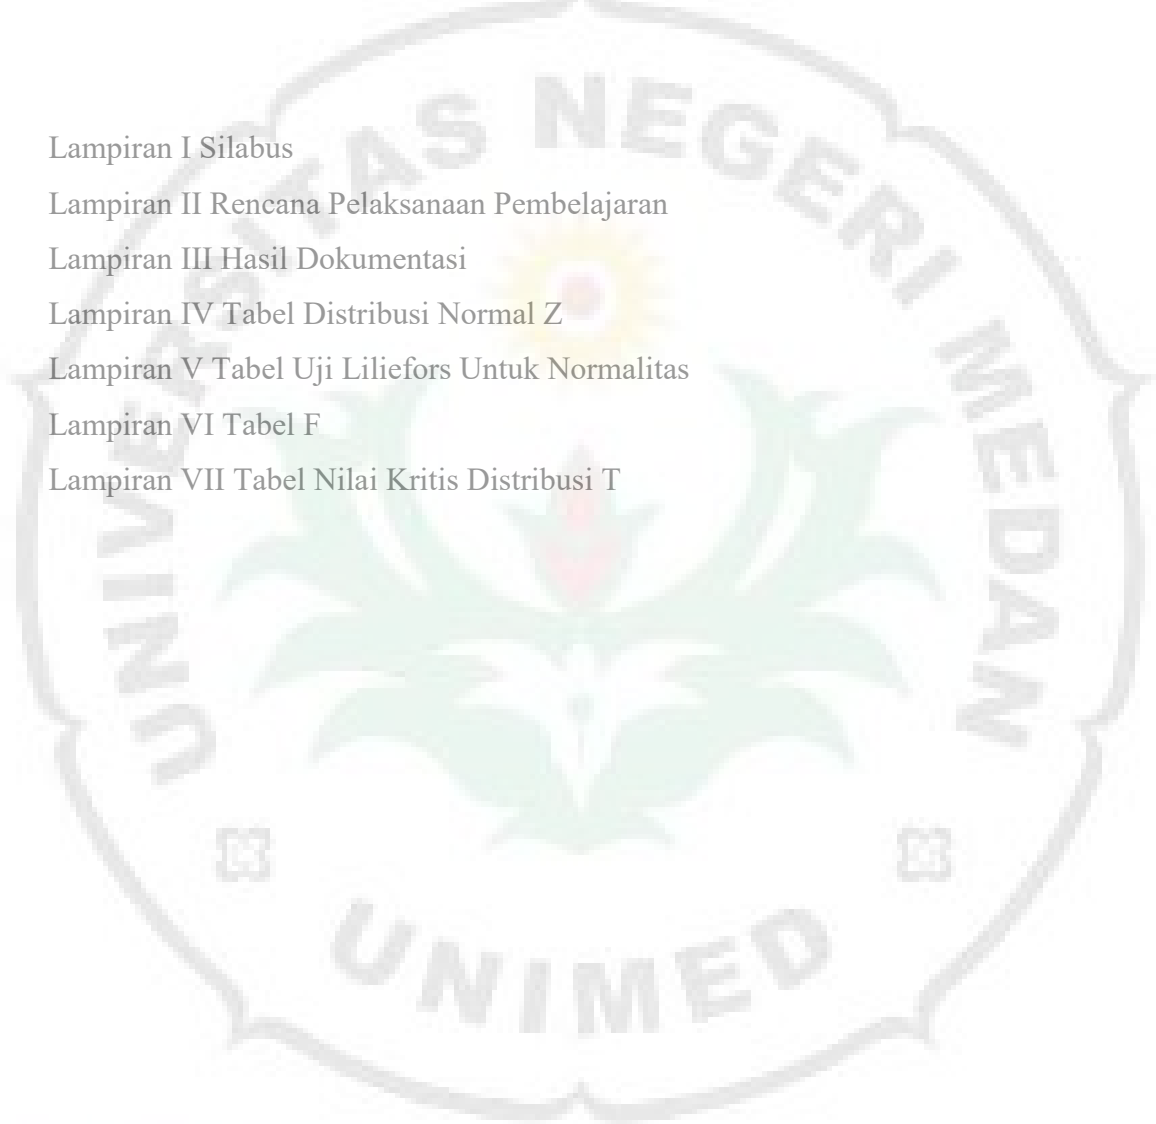 Lampiran I Silabus
Lampiran II Rencana Pelaksanaan Pembelajaran
Lampiran III Hasil Dokumentasi
Lampiran IV Tabel Distribusi Normal Z
Lampiran V Tabel Uji Liliefors Untuk Normalitas
Lampiran VI Tabel F
Lampiran VII Tabel Nilai Kritis Distribusi T
UNIVERSITAS NEGERI MEDAN
UNIMED